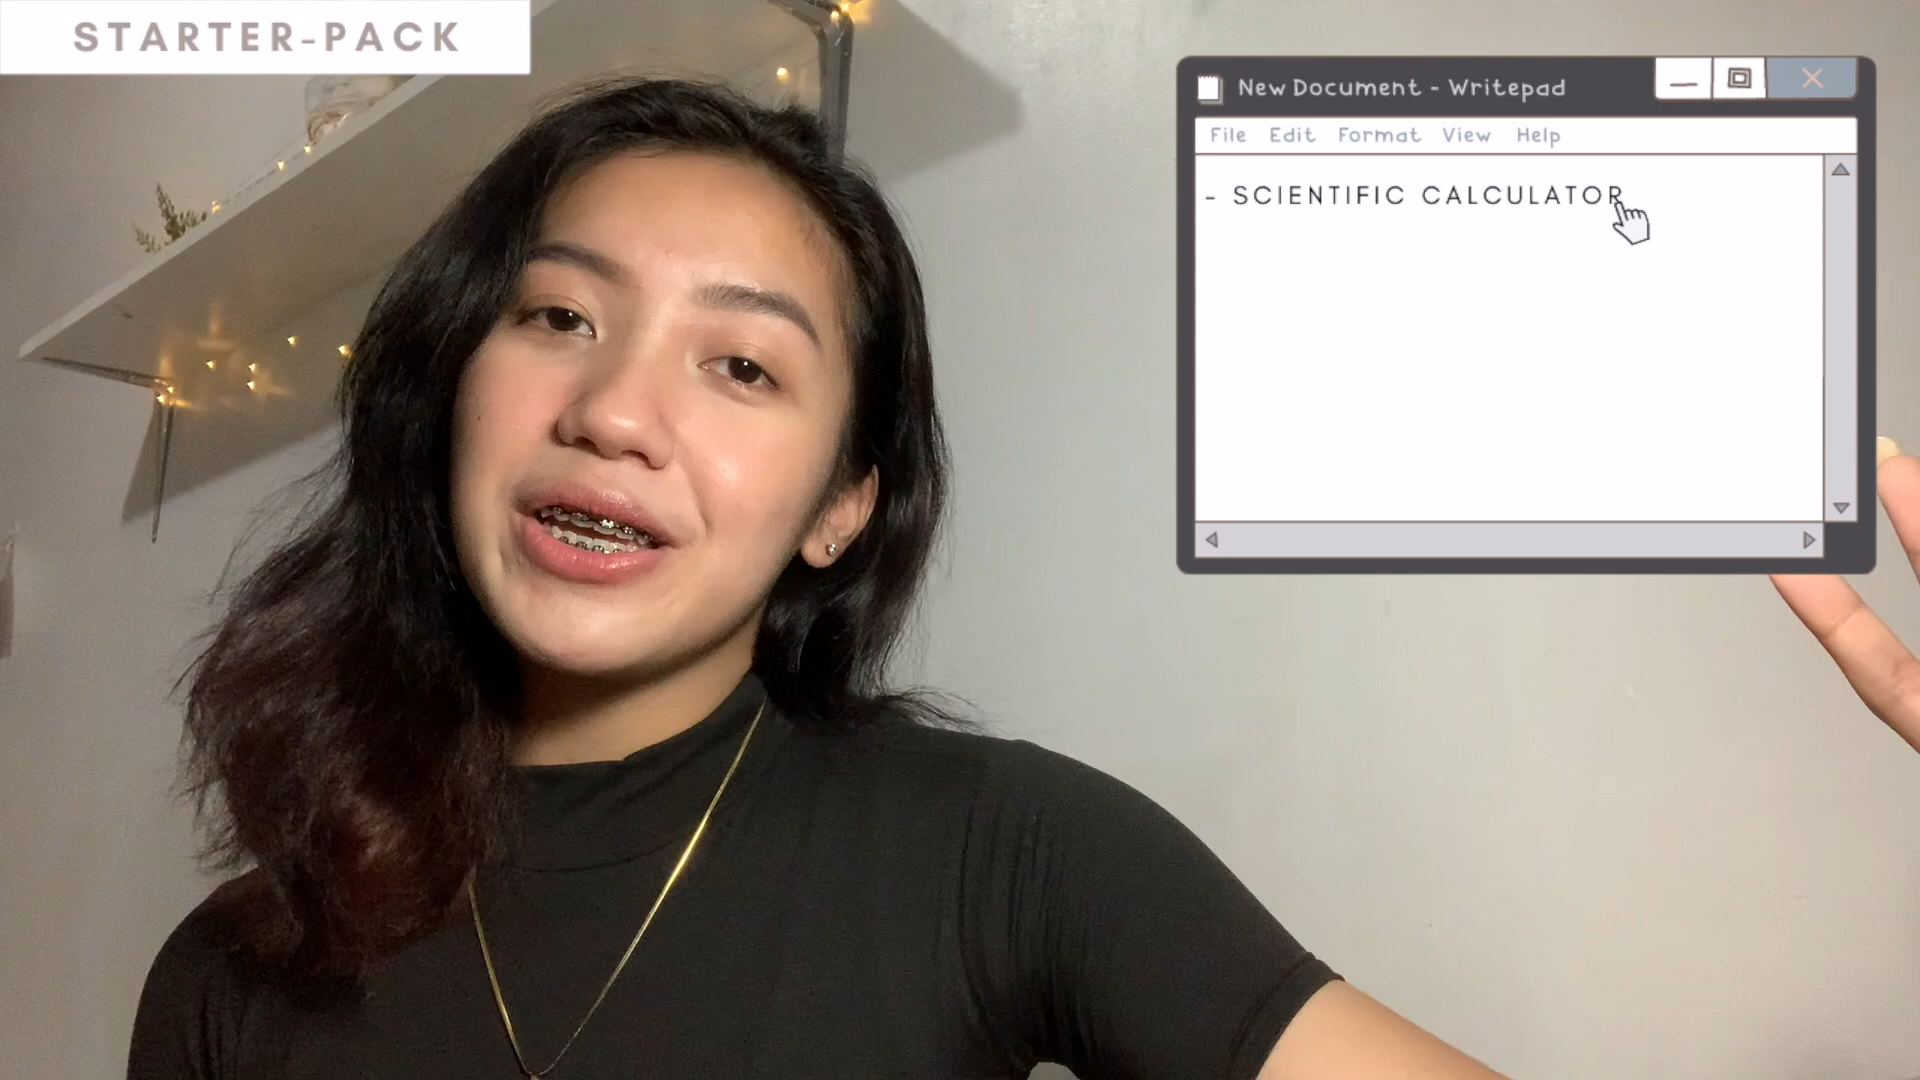 STARTER-PACK
New Document - Writepad
File Edit Format View Help
- SCIENTIFIC CALCULATOR